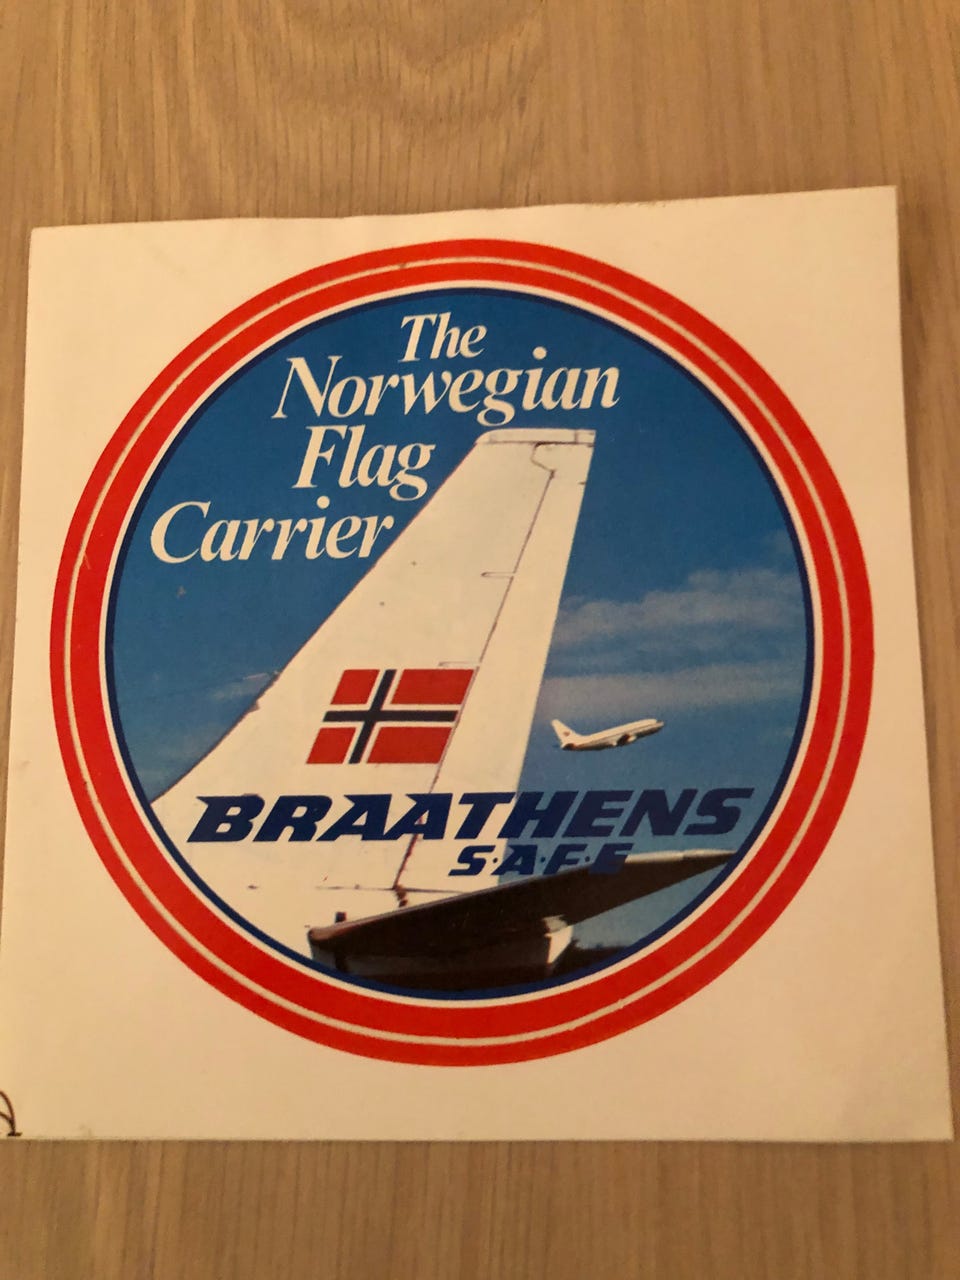 The
Norwegian
Flag
Carrier
BRAATHENS
S·A·F·E